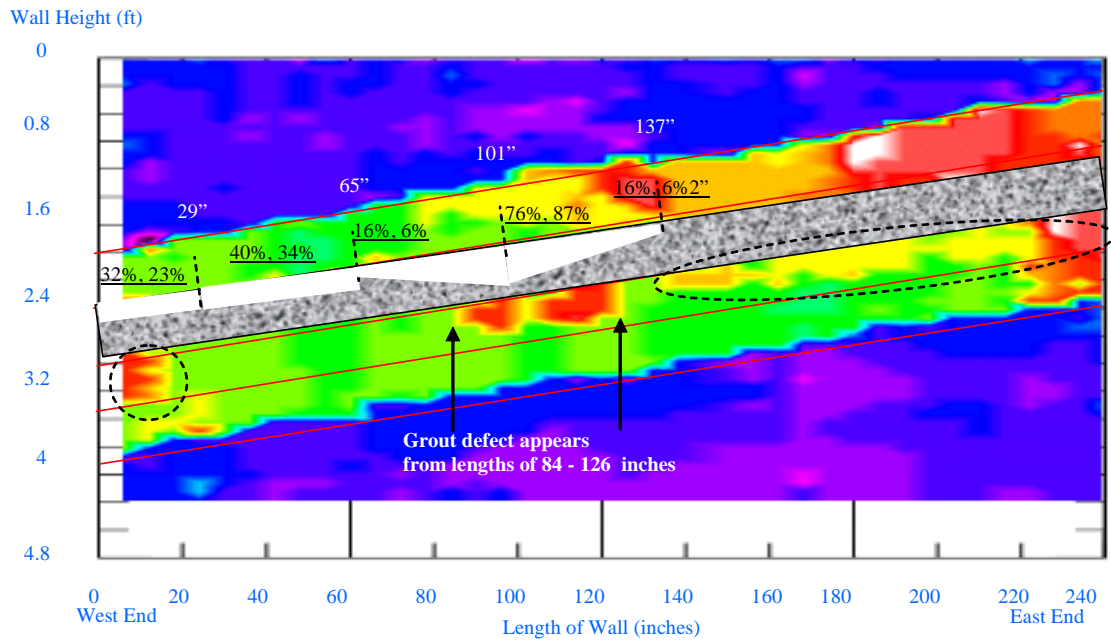 Wall Height (ft)
0
0.8
137”
101”
65”
16%, 6%2”
1.6
29”
76%, 87%
16%, 6%
40%, 34%
32%, 23%
2.4
3.2
Grout defect appears
from lengths of 84 - 126 inches
4
4.8
0 20 40 60 80 100 120 140 160 180 200 220 240
West End East End
Length of Wall (inches)